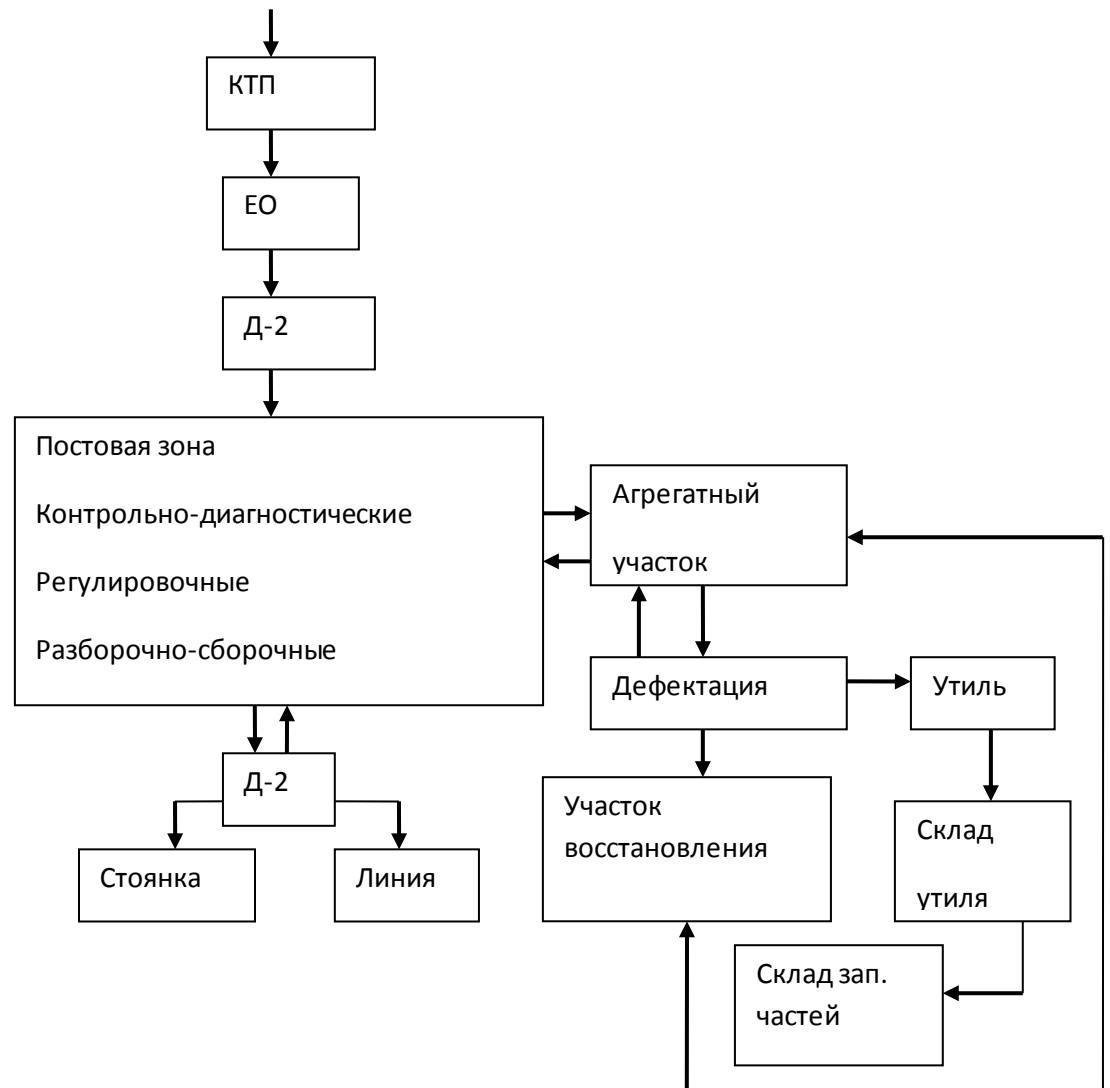 КТП
ЕО
Д-2
Постовая зона
Контрольно-диагностические
Регулировочные
Разборочно-сборочные
Агрегатный
участок
Дефектация
Утиль
Д-2
Стоянка
Линия
Участок
восстановления
Склад
утиля
Склад зап.
частей